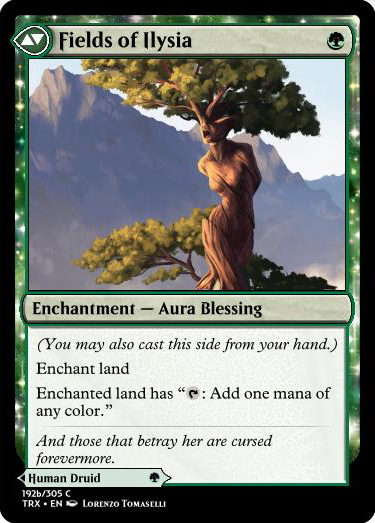 Fields of Ilysia
Enchantment — Aura Blessing
(You may also cast this side from your hand.)
Enchant land
Enchanted land has “: Add one mana of
any color.”
And those that betray her are cursed
forevermore.
Human Druid
192b/305 C
TRX • EN Lorenzo Tomaselli